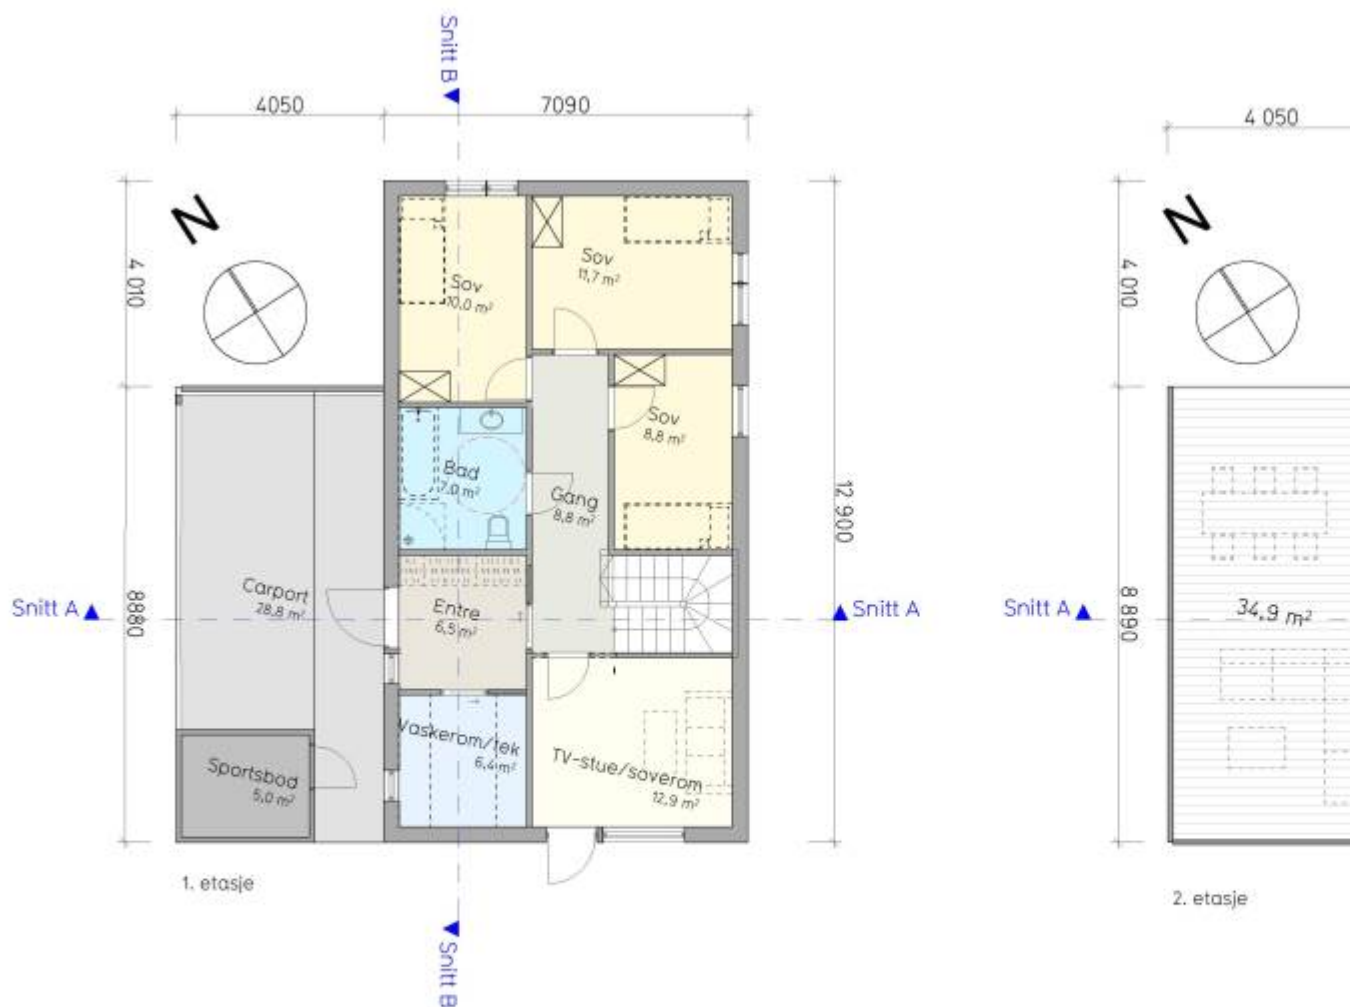 Snitt B
4050
7090
4 050
N
N
4 010
4 010
Sov
10,0 m²
Sov
11,7 m²
Sov
8,8 m²
Bad
7,0 m²
Gang
8,8 m²
12 900
Carport
28,8 m²
Entre
6,5 m²
8880
8 890
Snitt A
Snitt A
Snitt A
34,9 m²
Vaskerom/tek
6,4 m²
TV-stue/soverom
12,9 m²
Sportsbod
5,0 m²
1. etasje
2. etasje
Snitt B